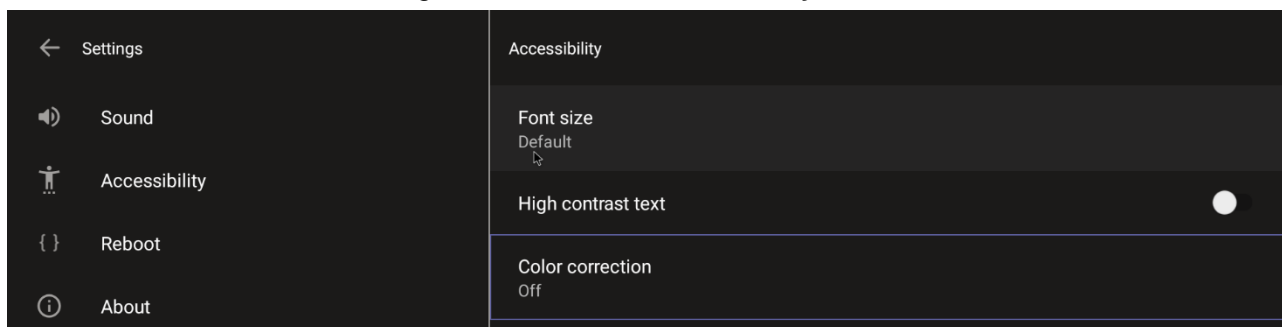 Settings
Sound
Accessibility
{ } Reboot
About
Accessibility
Font size
Default
High contrast text
Color correction
Off